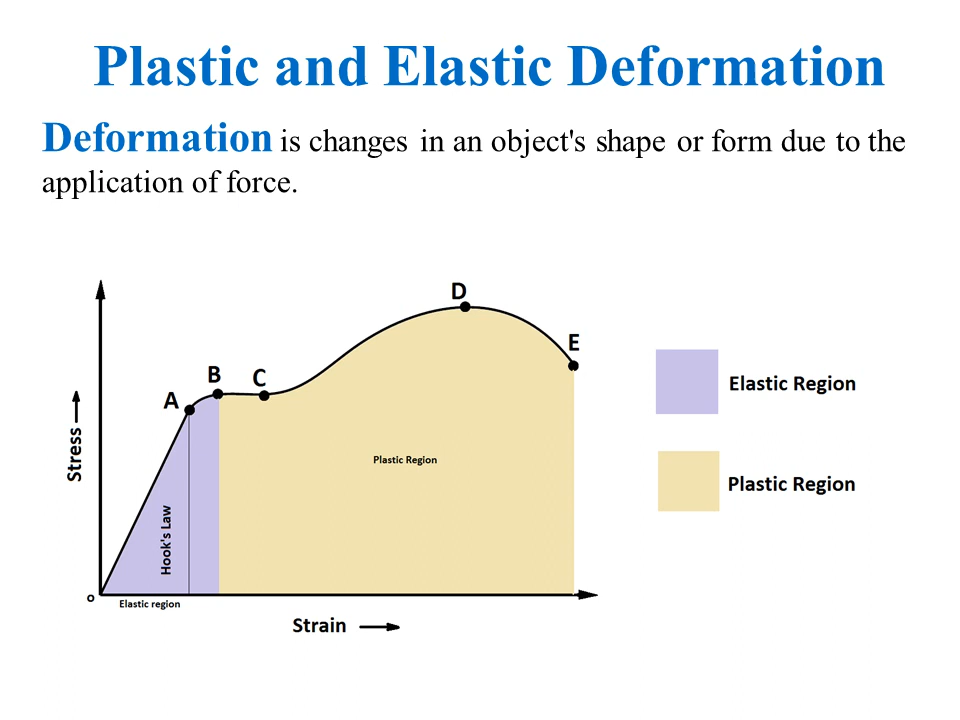 Plastic and Elastic Deformation
Deformation is changes in an object's shape or form due to the
application of force.
D
E
B
C
A
Elastic Region
Stress
Plastic Region
Plastic Region
Hook's Law
o
Elastic region
Strain